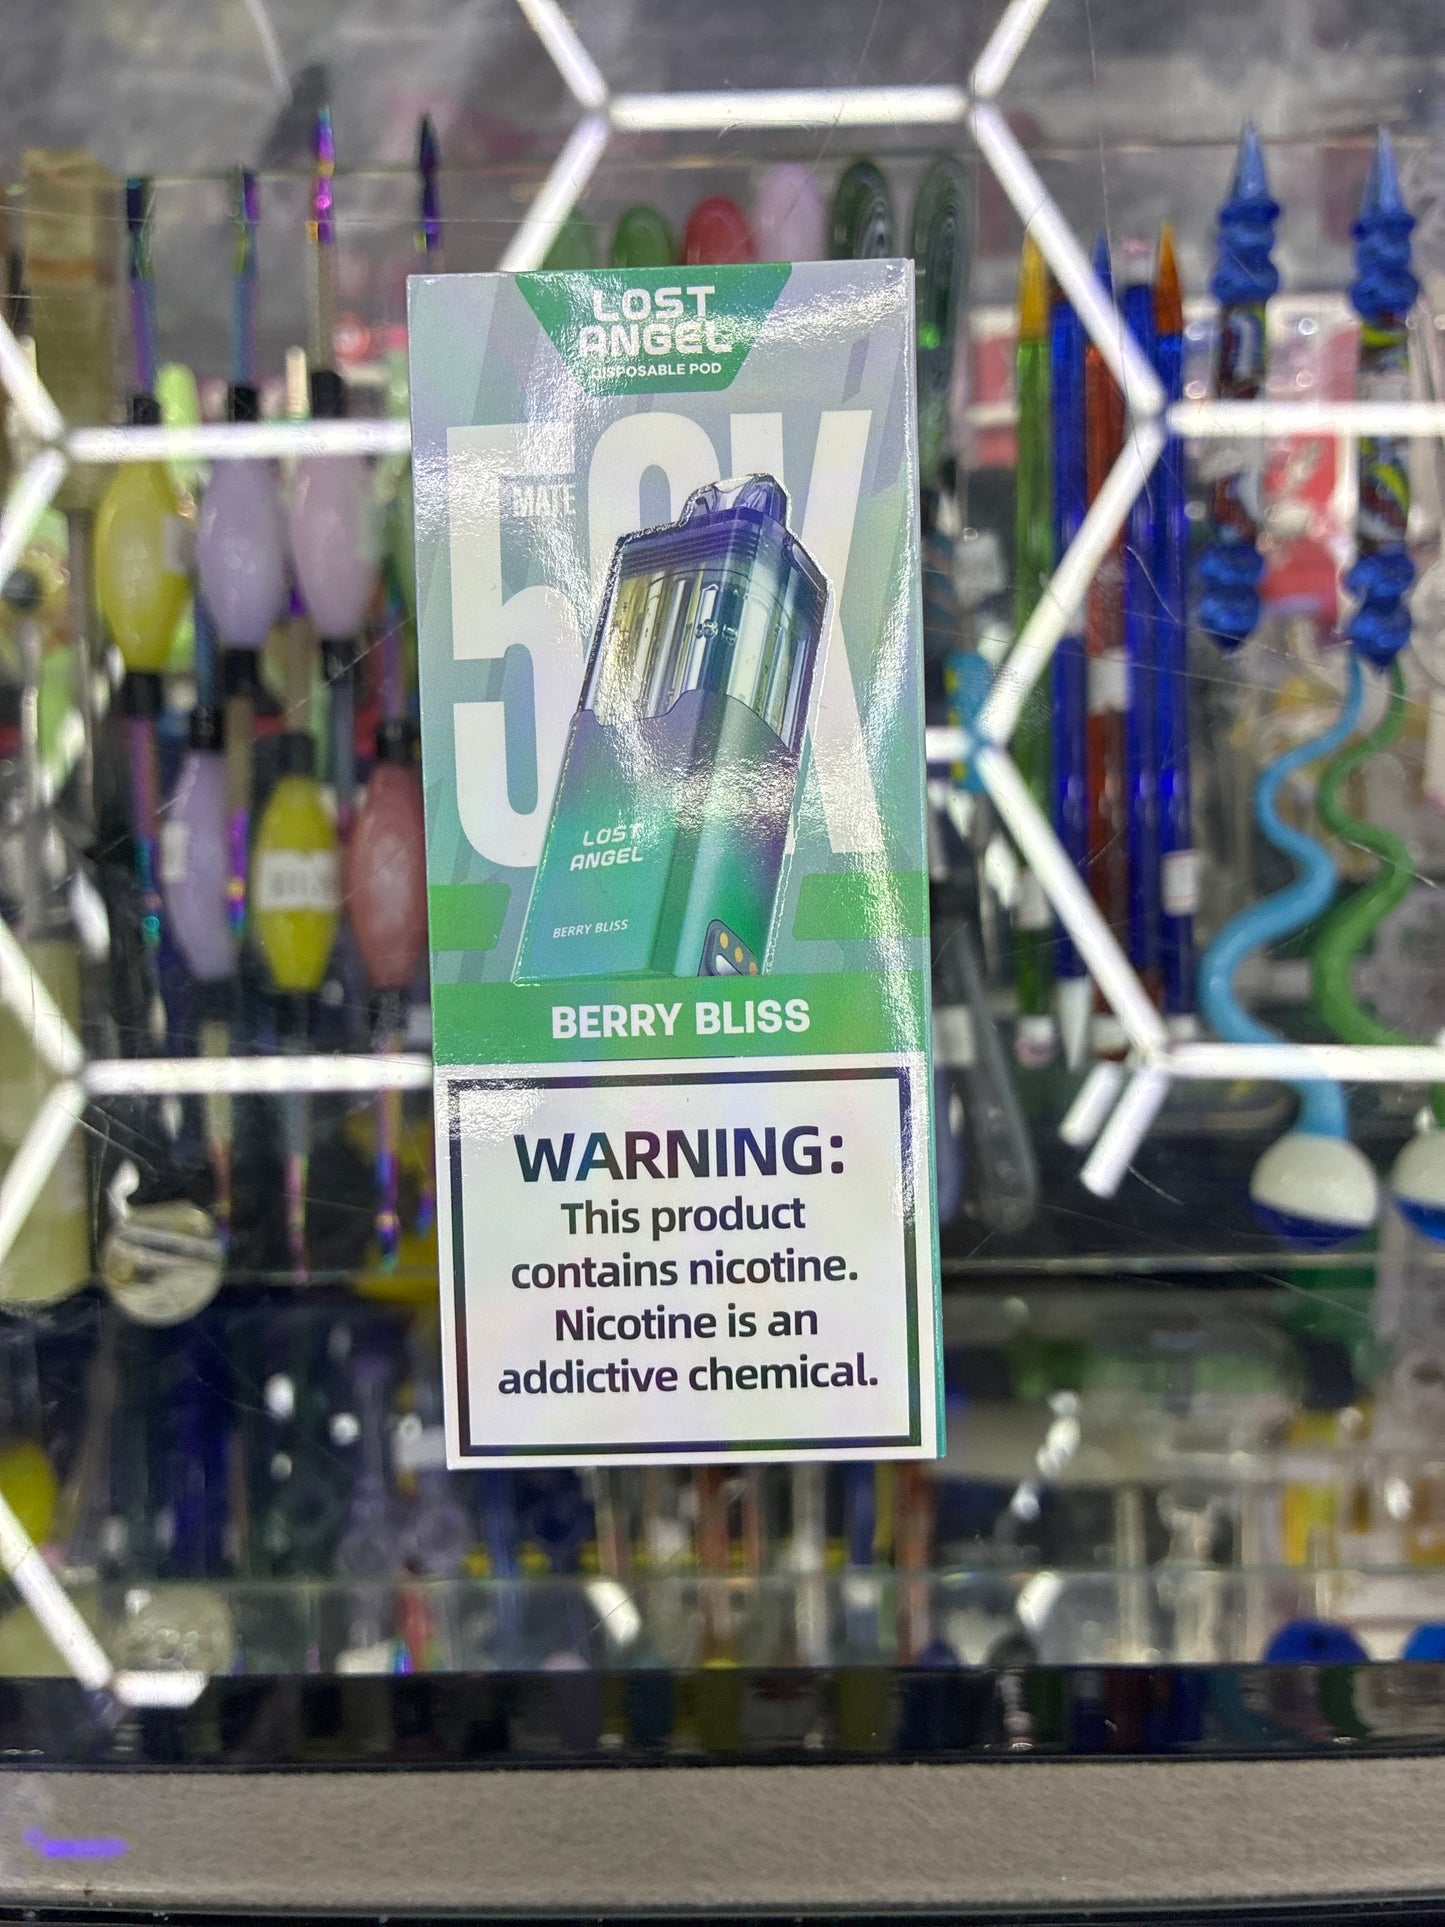 LOST
ANGEL
DISPOSABLE POD
50K
MATE
LOST
ANGEL
BERRY BLISS
BERRY BLISS
WARNING:
This product
contains nicotine.
Nicotine is an
addictive chemical.